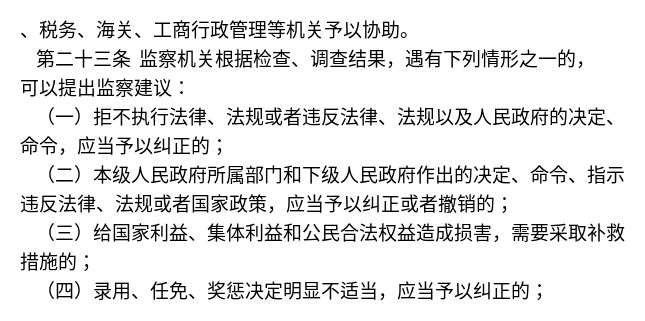 、税务、海关、工商行政管理等机关予以协助。
第二十三条 监察机关根据检查、调查结果，遇有下列情形之一的，
可以提出监察建议：
（一）拒不执行法律、法规或者违反法律、法规以及人民政府的决定、
命令，应当予以纠正的；
（二）本级人民政府所属部门和下级人民政府作出的决定、命令、指示
违反法律、法规或者国家政策，应当予以纠正或者撤销的；
（三）给国家利益、集体利益和公民合法权益造成损害，需要采取补救
措施的；
（四）录用、任免、奖惩决定明显不适当，应当予以纠正的；